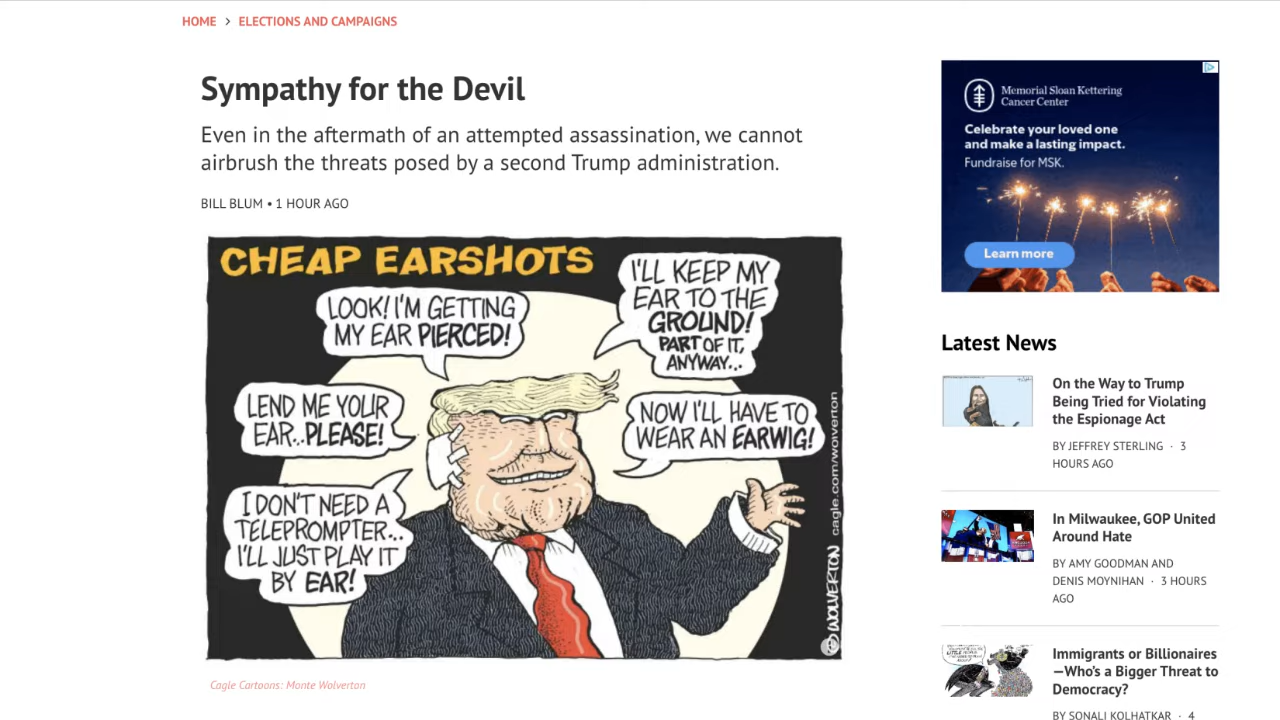 HOME > ELECTIONS AND CAMPAIGNS
Sympathy for the Devil
Even in the aftermath of an attempted assassination, we cannot
airbrush the threats posed by a second Trump administration.
BILL BLUM • 1 HOUR AGO
CHEAP EARSHOTS
LOOK! I'M GETTING
MY EAR PIERCED!
I'LL KEEP MY
EAR TO THE
GROUND!
PART OF IT,
ANYWAY...
LEND ME YOUR
EAR...PLEASE!
NOW I'LL HAVE TO
WEAR AN EARWIG!
I DON'T NEED A
TELEPROMPTER...
I'LL JUST PLAY IT
BY EAR!
©WOLVERTON cagle.com/wolverton
Cagle Cartoons: Monte Wolverton
Memorial Sloan Kettering
Cancer Center
Celebrate your loved one
and make a lasting impact.
Fundraise for MSK.
Learn more
Latest News
On the Way to Trump
Being Tried for Violating
the Espionage Act
BY JEFFREY STERLING · 3
HOURS AGO
In Milwaukee, GOP United
Around Hate
BY AMY GOODMAN AND
DENIS MOYNIHAN · 3 HOURS
AGO
Immigrants or Billionaires
—Who's a Bigger Threat to
Democracy?
BY SONALI KOLHATKAR · 4